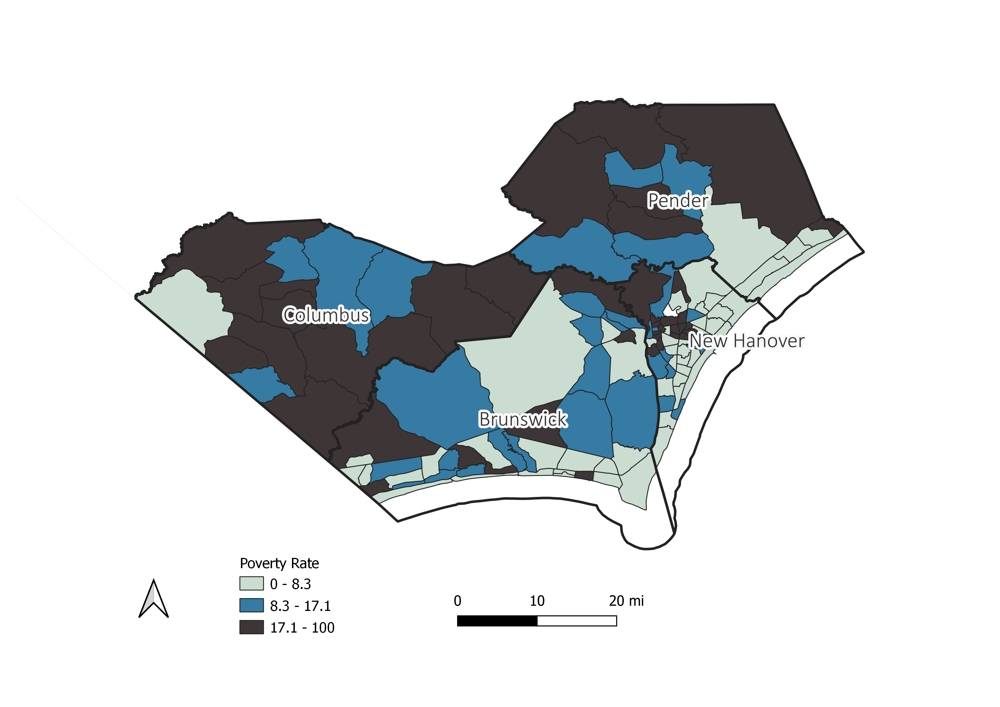 Pender
Columbus
New Hanover
Brunswick
Poverty Rate
0 - 8.3
8.3 - 17.1
17.1 - 100
0 10 20 mi